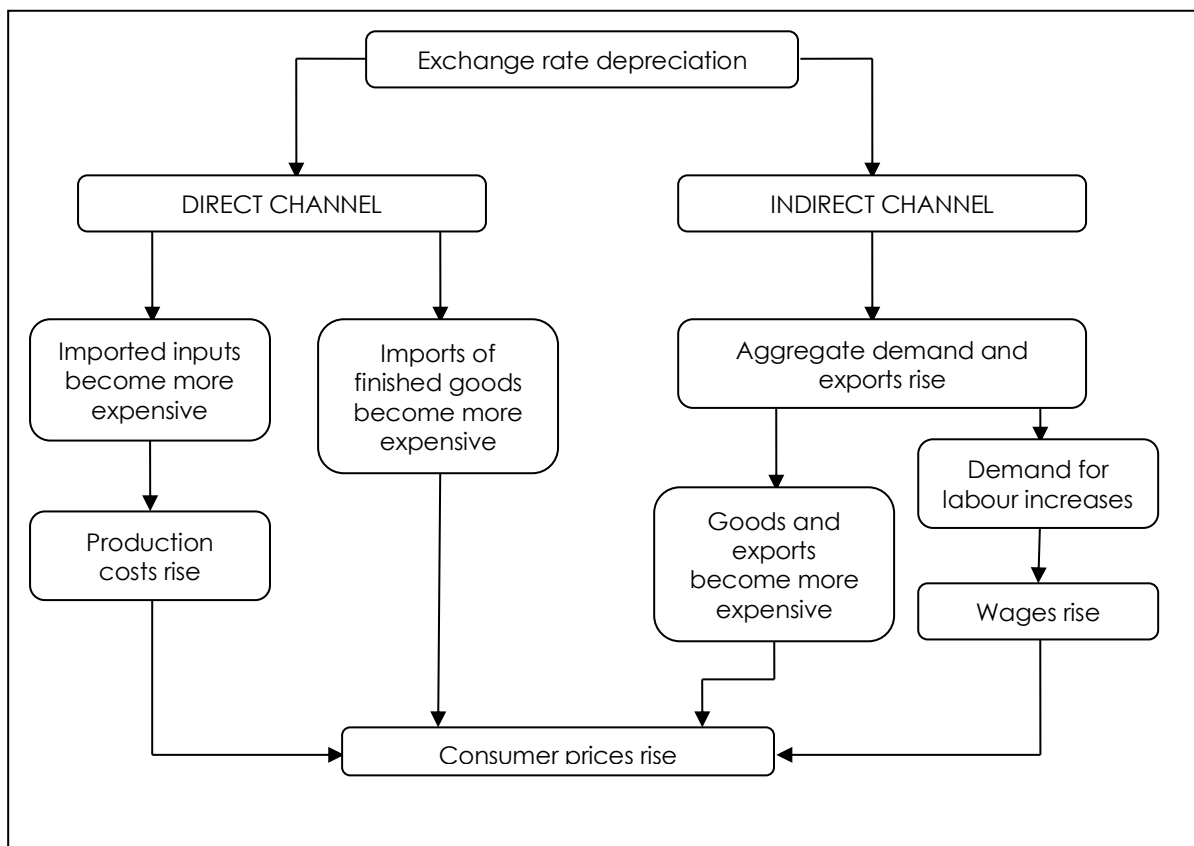 Exchange rate depreciation
DIRECT CHANNEL
INDIRECT CHANNEL
Imported inputs
become more
expensive
Imports of
finished goods
become more
expensive
Aggregate demand and
exports rise
Production
costs rise
Goods and
exports
become more
expensive
Demand for
labour increases
Wages rise
Consumer prices rise